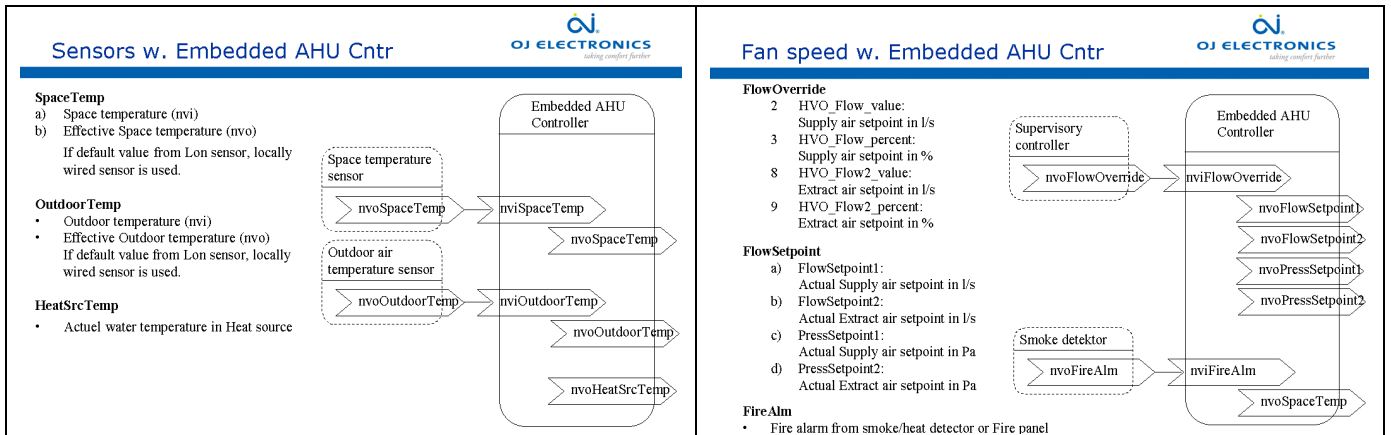 Sensors w. Embedded AHU Cntr
OJ ELECTRONICS
taking comfort further
SpaceTemp
a) Space temperature (nvi)
b) Effective Space temperature (nvo)
If default value from Lon sensor, locally
wired sensor is used.
OutdoorTemp
• Outdoor temperature (nvi)
• Effective Outdoor temperature (nvo)
If default value from Lon sensor, locally
wired sensor is used.
HeatSrcTemp
• Actuel water temperature in Heat source
Embedded AHU
Controller
Space temperature
sensor
nvoSpaceTemp
nviSpaceTemp
nvoSpaceTemp
Outdoor air
temperature sensor
nvoOutdoorTemp
nviOutdoorTemp
nvoOutdoorTemp
nvoHeatSrcTemp
Fan speed w. Embedded AHU Cntr
OJ ELECTRONICS
taking comfort further
FlowOverride
2 HVO_Flow_value:
Supply air setpoint in l/s
3 HVO_Flow_percent:
Supply air setpoint in %
8 HVO_Flow2_value:
Extract air setpoint in l/s
9 HVO_Flow2_percent:
Extract air setpoint in %
FlowSetpoint
a) FlowSetpoint1:
Actual Supply air setpoint in l/s
b) FlowSetpoint2:
Actual Extract air setpoint in l/s
c) PressSetpoint1:
Actual Supply air setpoint in Pa
d) PressSetpoint2:
Actual Extract air setpoint in Pa
FireAlm
• Fire alarm from smoke/heat detector or Fire panel
Embedded AHU
Controller
Supervisory
controller
nvoFlowOverride
nviFlowOverride
nvoFlowSetpoint1
nvoFlowSetpoint2
nvoPressSetpoint1
nvoPressSetpoint2
Smoke detektor
nvoFireAlm
nviFireAlm
nvoSpaceTemp